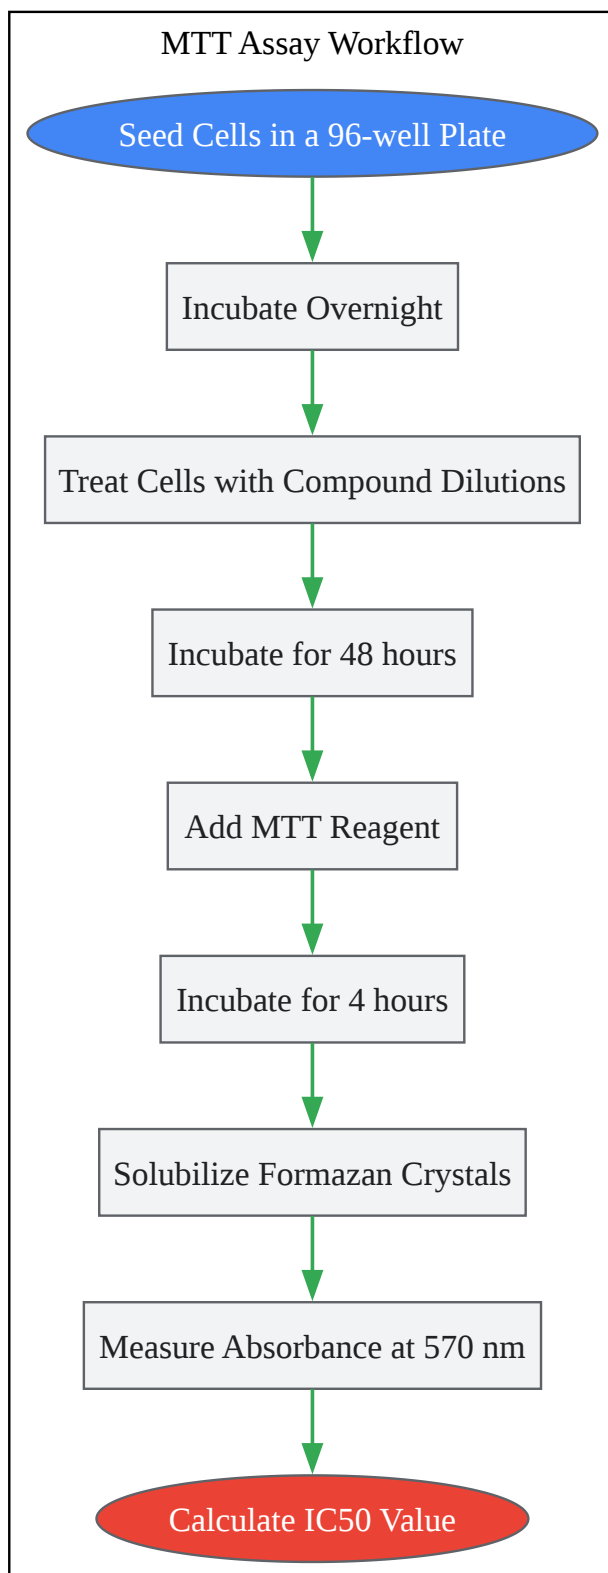 MTT Assay Workflow
Seed Cells in a 96-well Plate
Incubate Overnight
Treat Cells with Compound Dilutions
Incubate for 48 hours
Add MTT Reagent
Incubate for 4 hours
Solubilize Formazan Crystals
Measure Absorbance at 570 nm
Calculate IC50 Value